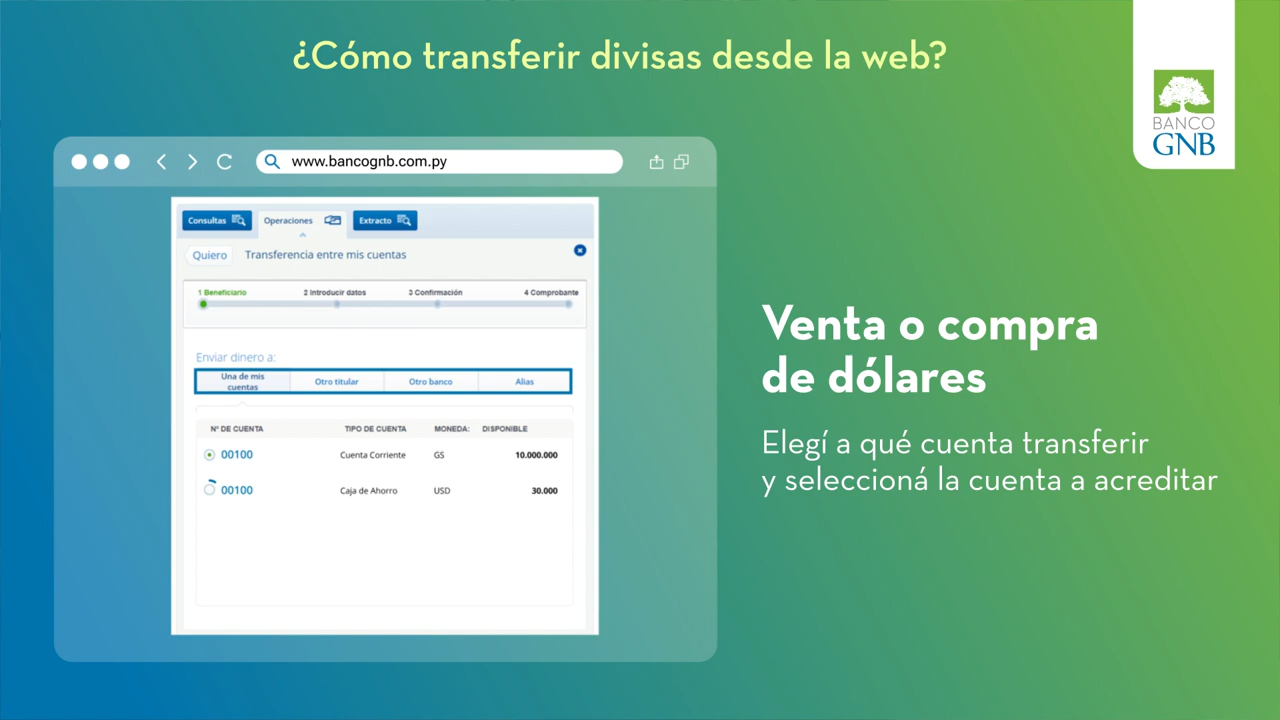 ¿Cómo transferir divisas desde la web?
BANCO
GNB
www.bancognb.com.py
Consultas
Operaciones
Extracto
Quiero
Transferencia entre mis cuentas
1 Beneficiario
2 Introducir datos
3 Confirmación
4 Comprobante
Enviar dinero a:
Una de mis
cuentas
Otro titular
Otro banco
Alias
Nº DE CUENTA TIPO DE CUENTA MONEDA: DISPONIBLE
00100 Cuenta Corriente GS 10.000.000
00100 Caja de Ahorro USD 30.000
Venta o compra
de dólares
Elegí a qué cuenta transferir
y seleccioná la cuenta a acreditar